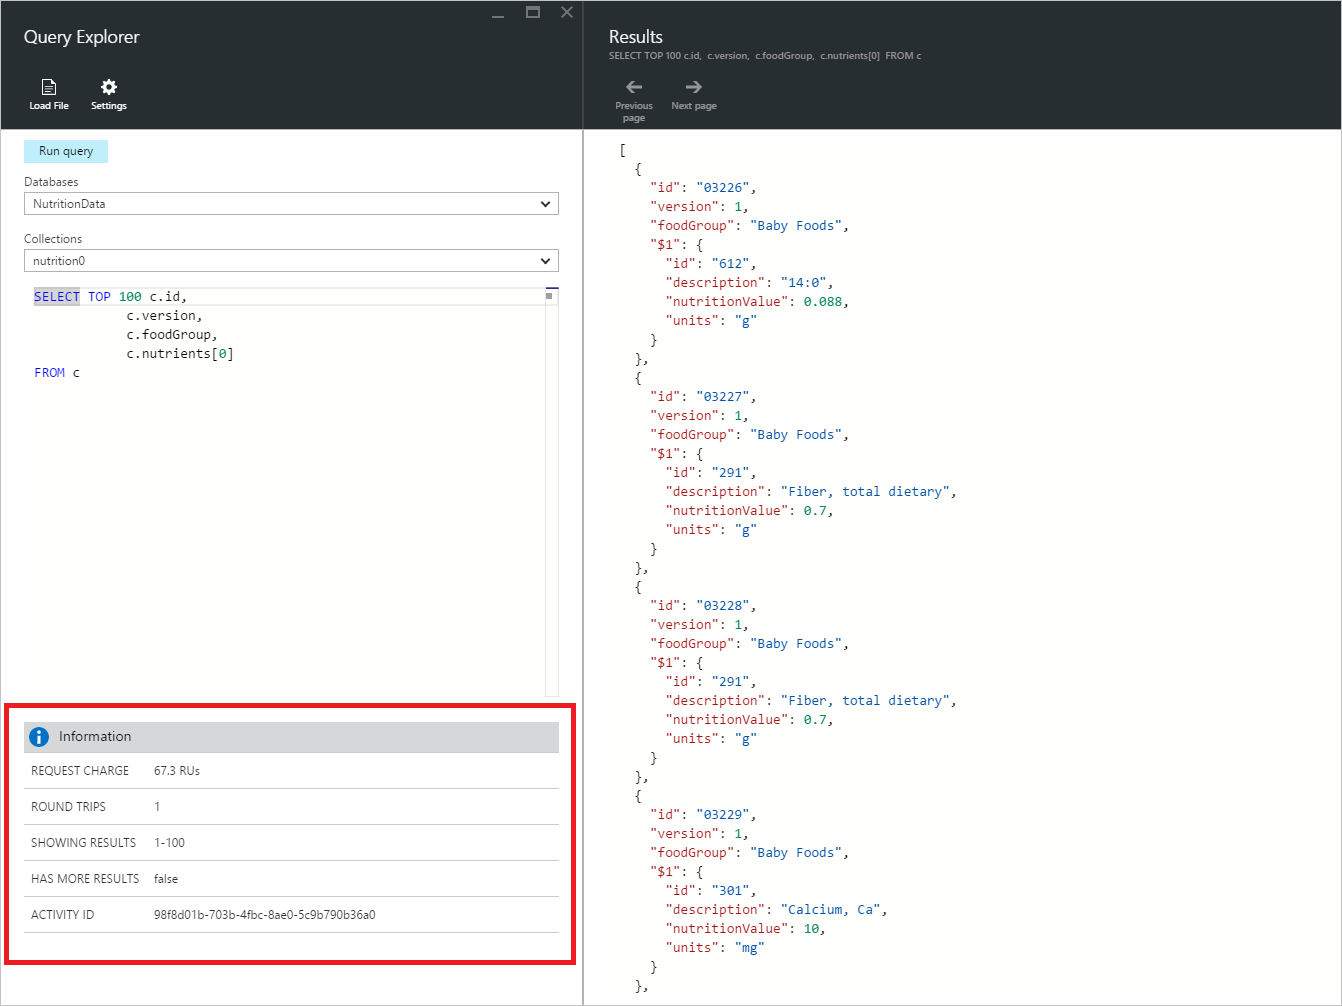 Query Explorer
Load File
Settings
Run query
Databases
NutritionData
Collections
nutrition0
SELECT TOP 100 c.id,
c.version,
c.foodGroup,
c.nutrients[0]
FROM c
Information
REQUEST CHARGE 67.3 RUs
ROUND TRIPS 1
SHOWING RESULTS 1-100
HAS MORE RESULTS false
ACTIVITY ID 98f8d01b-703b-4fbc-8ae0-5c9b790b36a0
Results
SELECT TOP 100 c.id, c.version, c.foodGroup, c.nutrients[0] FROM c
Previous page
Next page
[
{
"id": "03226",
"version": 1,
"foodGroup": "Baby Foods",
"$1": {
"id": "612",
"description": "14:0",
"nutritionValue": 0.088,
"units": "g"
}
},
{
"id": "03227",
"version": 1,
"foodGroup": "Baby Foods",
"$1": {
"id": "291",
"description": "Fiber, total dietary",
"nutritionValue": 0.7,
"units": "g"
}
},
{
"id": "03228",
"version": 1,
"foodGroup": "Baby Foods",
"$1": {
"id": "291",
"description": "Fiber, total dietary",
"nutritionValue": 0.7,
"units": "g"
}
},
{
"id": "03229",
"version": 1,
"foodGroup": "Baby Foods",
"$1": {
"id": "301",
"description": "Calcium, Ca",
"nutritionValue": 10,
"units": "mg"
}
},